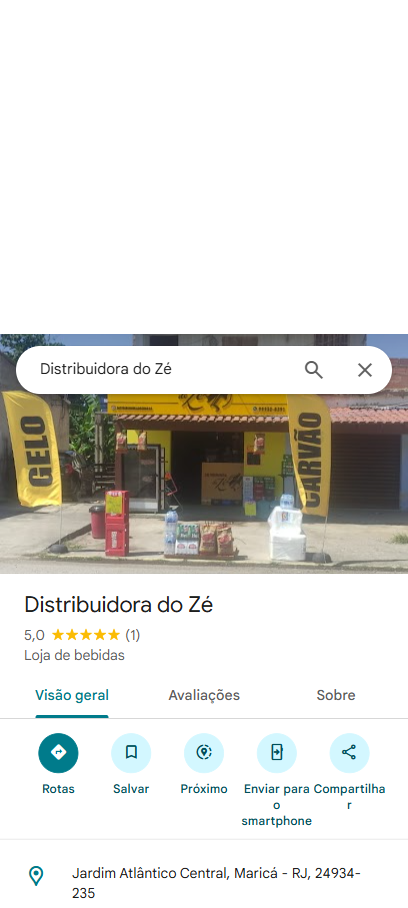 Distribuidora do Zé
GELO
CARVÃO
Distribuidora do Zé
5,0 (1)
Loja de bebidas
Visão geral
Avaliações
Sobre
Rotas
Salvar
Próximo
Enviar para
o
smartphone
Compartilha
r
Jardim Atlântico Central, Maricá - RJ, 24934-
235